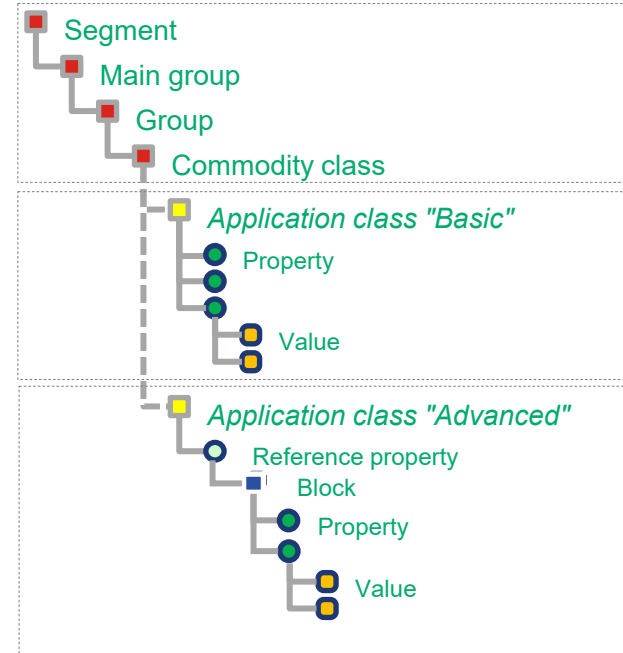 Segment
Main group
Group
Commodity class
Application class "Basic"
Property
Value
Application class "Advanced"
Reference property
Block
Property
Value